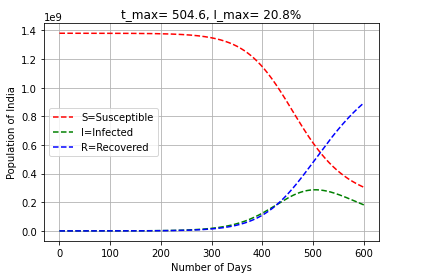 t_max= 504.6, I_max= 20.8%
1e9
1.4
1.2
1.0
0.8
0.6
0.4
0.2
0.0
Population of India
S=Susceptible
I=Infected
R=Recovered
0 100 200 300 400 500 600
Number of Days